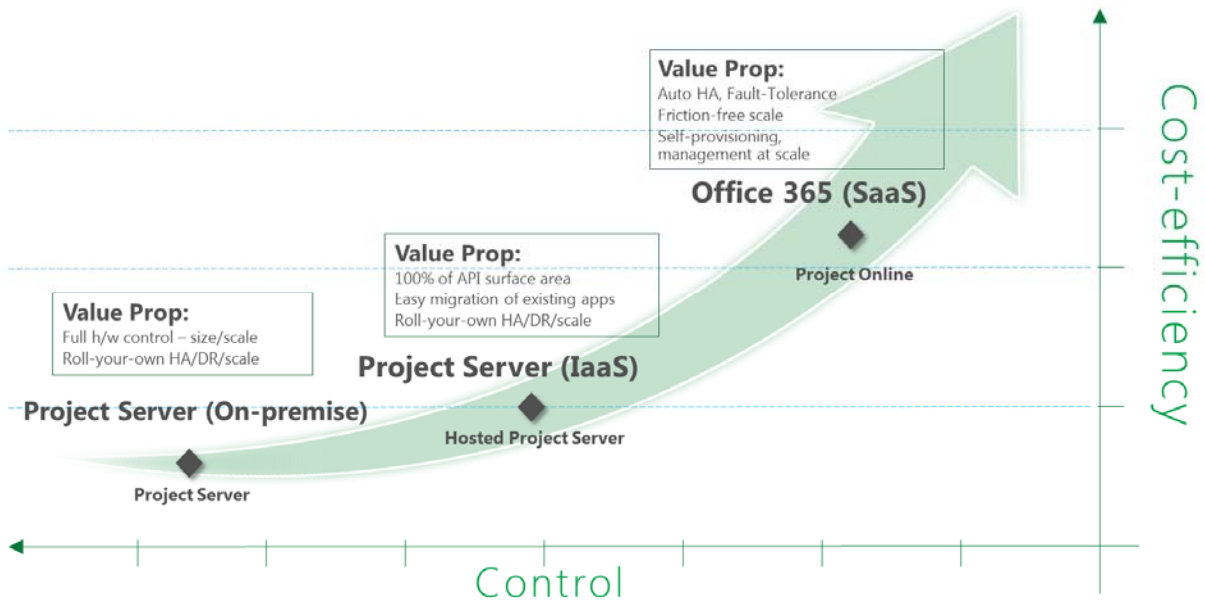 Value Prop:
Auto HA, Fault-Tolerance
Friction-free scale
Self-provisioning,
management at scale
Office 365 (SaaS)
Project Online
Value Prop:
100% of API surface area
Easy migration of existing apps
Roll-your-own HA/DR/scale
Project Server (IaaS)
Hosted Project Server
Value Prop:
Full h/w control – size/scale
Roll-your-own HA/DR/scale
Project Server (On-premise)
Project Server
Control
Cost-efficiency